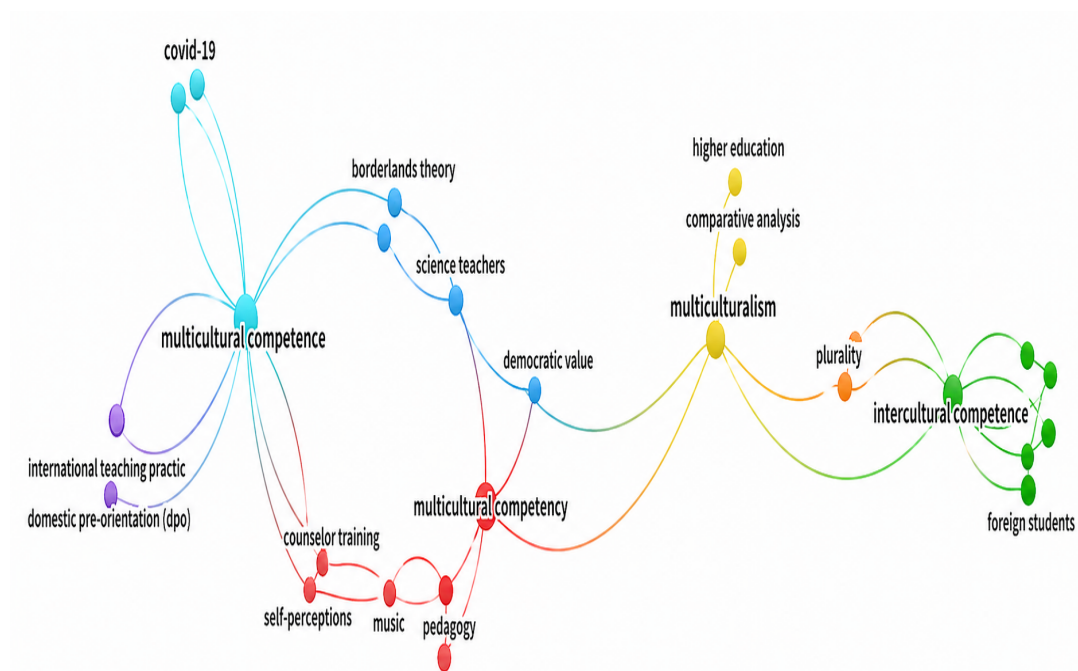 covid-19
higher education
borderlands theory
comparative analysis
science teachers
multiculturalism
multicultural competence
plurality
democratic value
intercultural competence
international teaching practic
multicultural competency
domestic pre-orientation (dpo)
foreign students
counselor training
self-perceptions
music
pedagogy